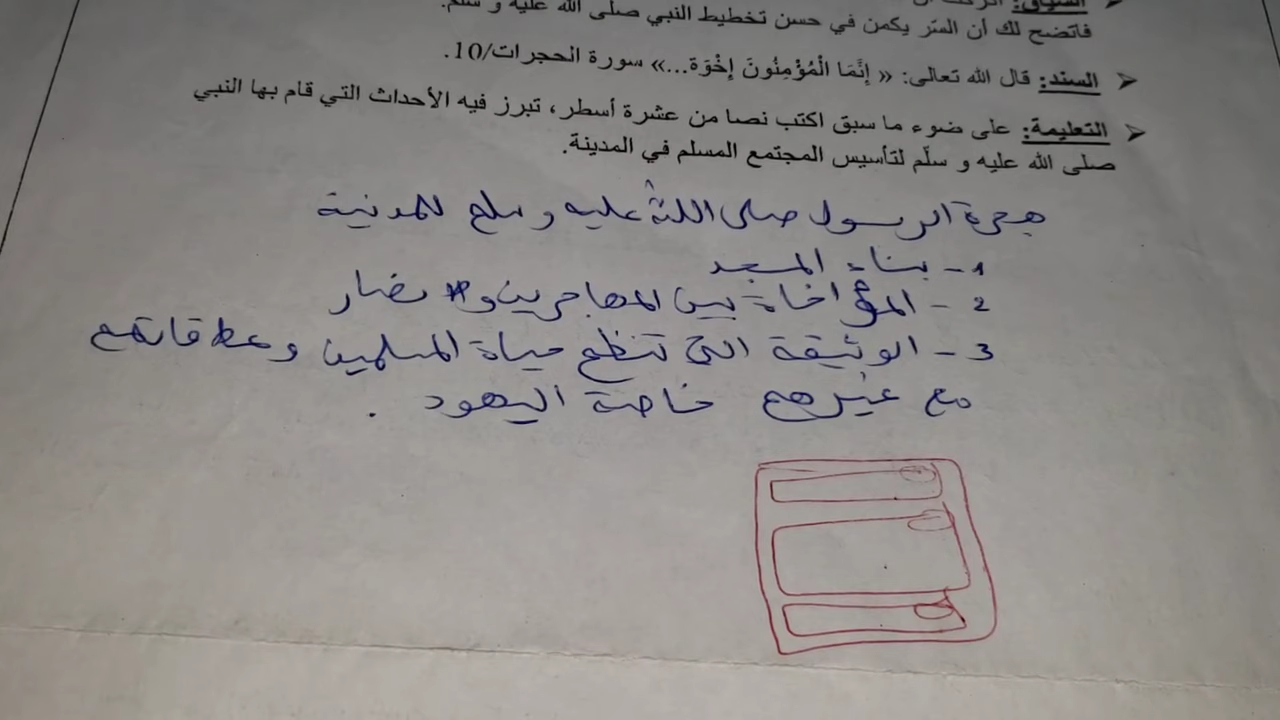 السياق:
فاتضح لك أن السّر يكمن في حسن تخطيط النبي صلّى الله عليه و سلّم.
السند: قال الله تعالى: « إِنَّمَا الْمُؤْمِنُونَ إِخْوَة...» سورة الحجرات/10.
التعليمة: على ضوء ما سبق اكتب نصا من عشرة أسطر، تبرز فيه الأحداث التي قام بها النبي
صلى الله عليه و سلّم لتأسيس المجتمع المسلم في المدينة.
هجرة الرسول صلى الله عليه وسلم للمدينة
1- بناء المسجد
2- المؤاخاة بين المهاجرين والأنصار
3- الوثيقة التي تنظم حياة المسلمين وعلاقاتهم
مع غيرهم خاصة اليهود .